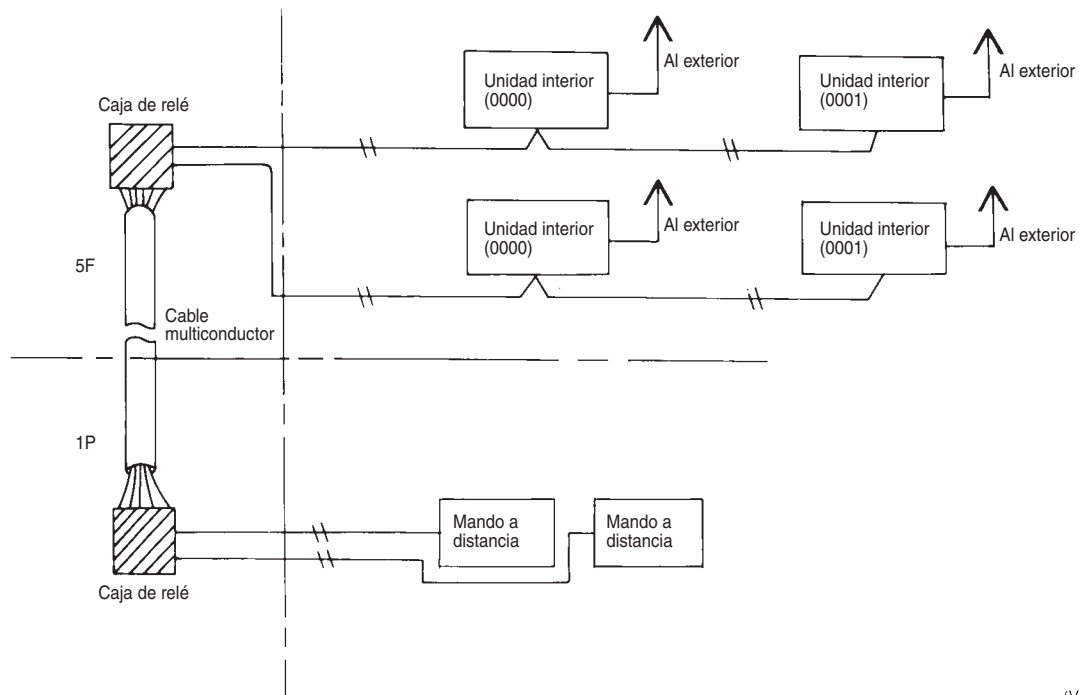 Caja de relé
Unidad interior
(0000)
Al exterior
Unidad interior
(0001)
Al exterior
Unidad interior
(0000)
Al exterior
Unidad interior
(0001)
Al exterior
5F
Cable
multiconductor
1P
Mando a
distancia
Mando a
distancia
Caja de relé
(V